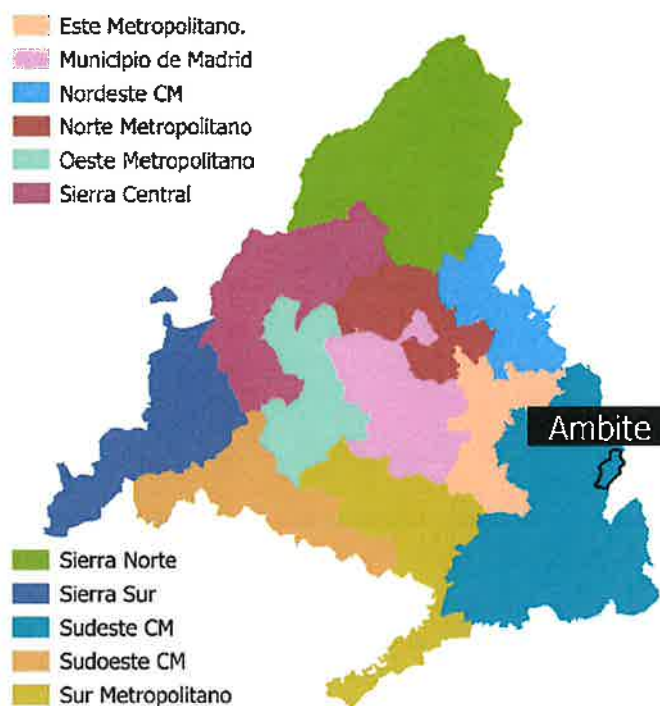 Este Metropolitano.
Municipio de Madrid
Nordeste CM
Norte Metropolitano
Oeste Metropolitano
Sierra Central
Ambite
Sierra Norte
Sierra Sur
Sudeste CM
Sudoeste CM
Sur Metropolitano